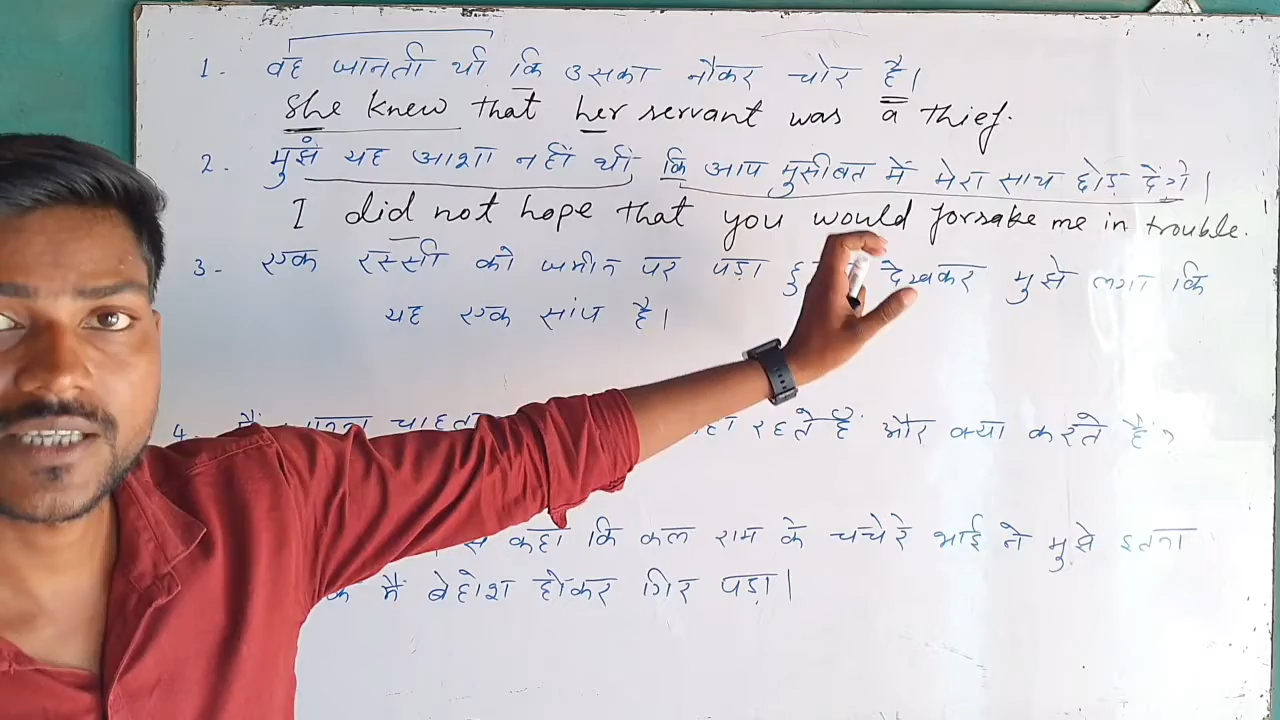 1. वह जानती थी कि उसका नौकर चोर है।
She knew that her servant was a thief.
2. मुझे यह आशा नहीं थी कि आप मुसीबत में मेरा साथ छोड़ देंगे।
I did not hope that you would forsake me in trouble.
3. एक रस्सी को जमीन पर पड़ा देखकर मुझे लगा कि
यह एक सांप है।
4. चाहता रहते हैं और क्या करते हैं?
से कहा कि कल राम के चचेरे भाई ने मुझे इतना
मैं बेहोश होकर गिर पड़ा।